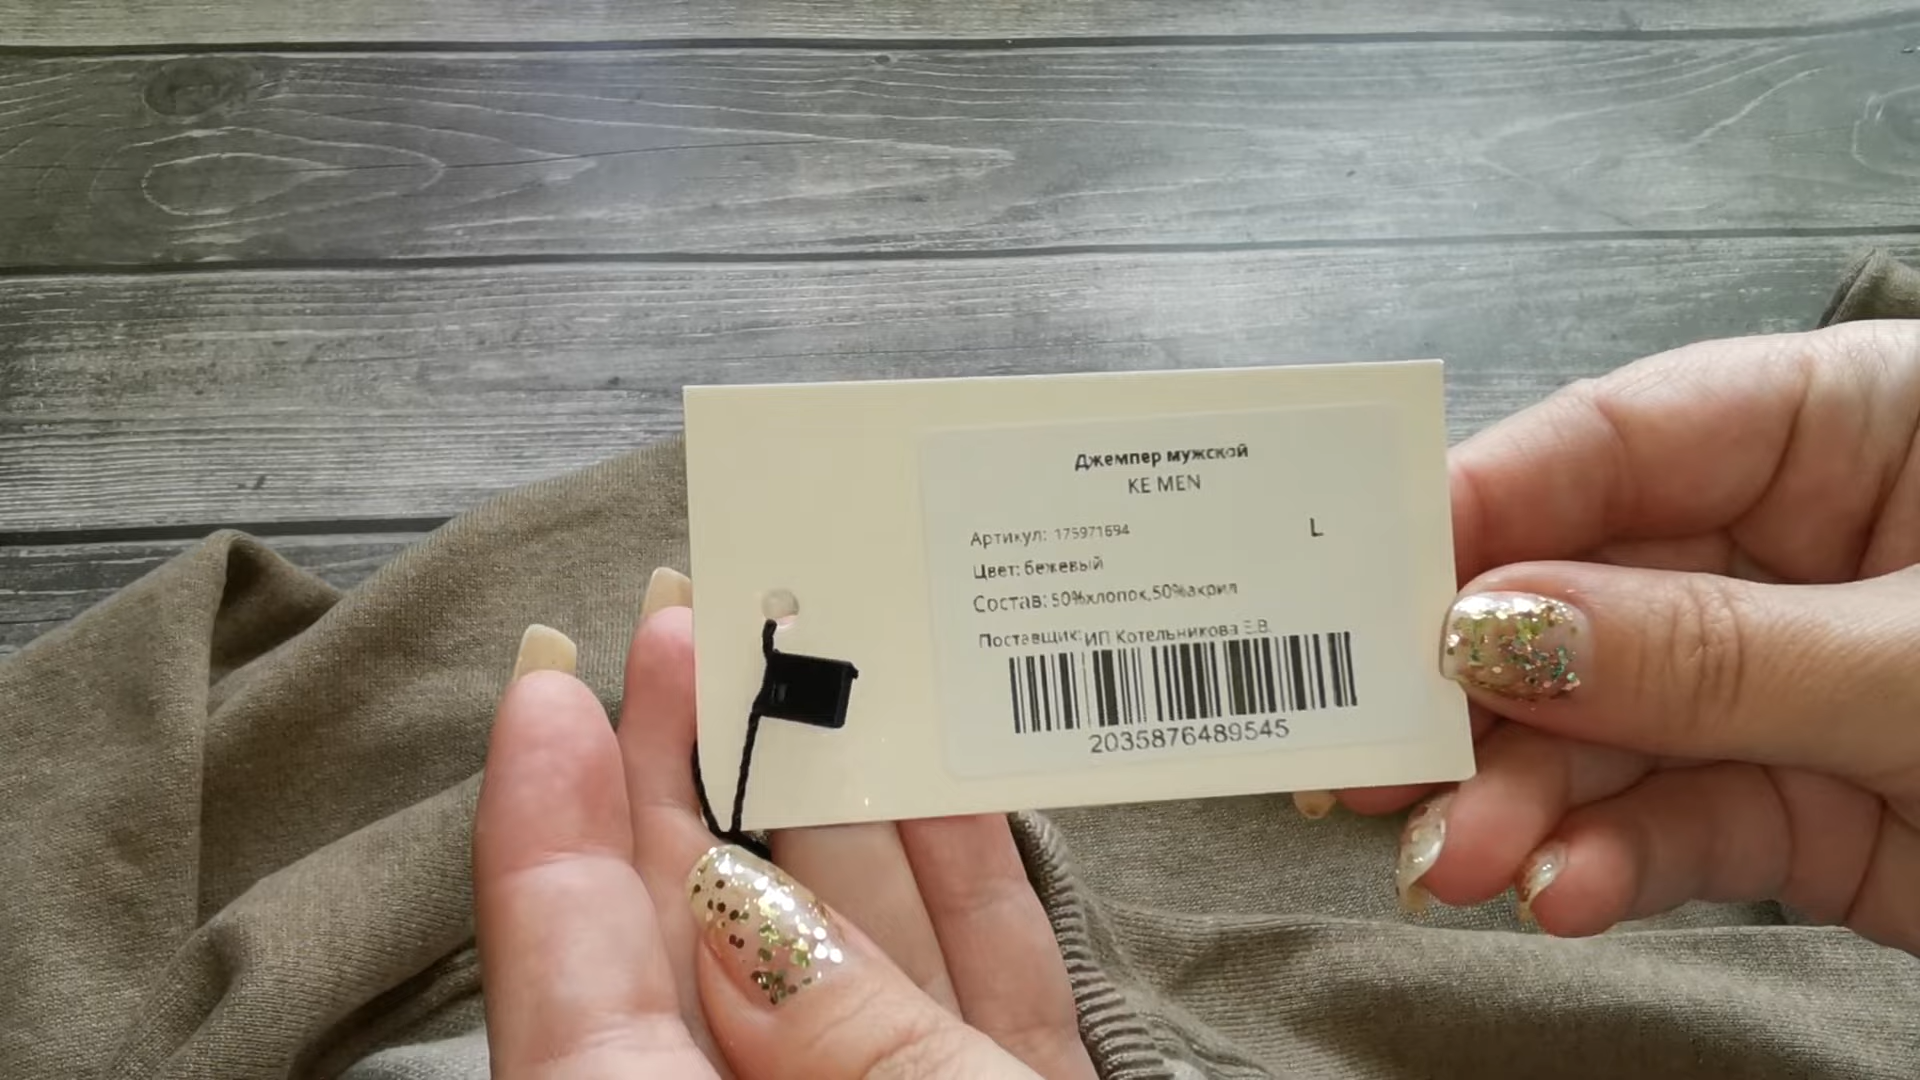 Джемпер мужской
KE MEN
Артикул: 175971694
L
Цвет: бежевый
Состав: 50%хлопок,50%акрил
Поставщик: ИП Котельникова Е.В.
2035876489545